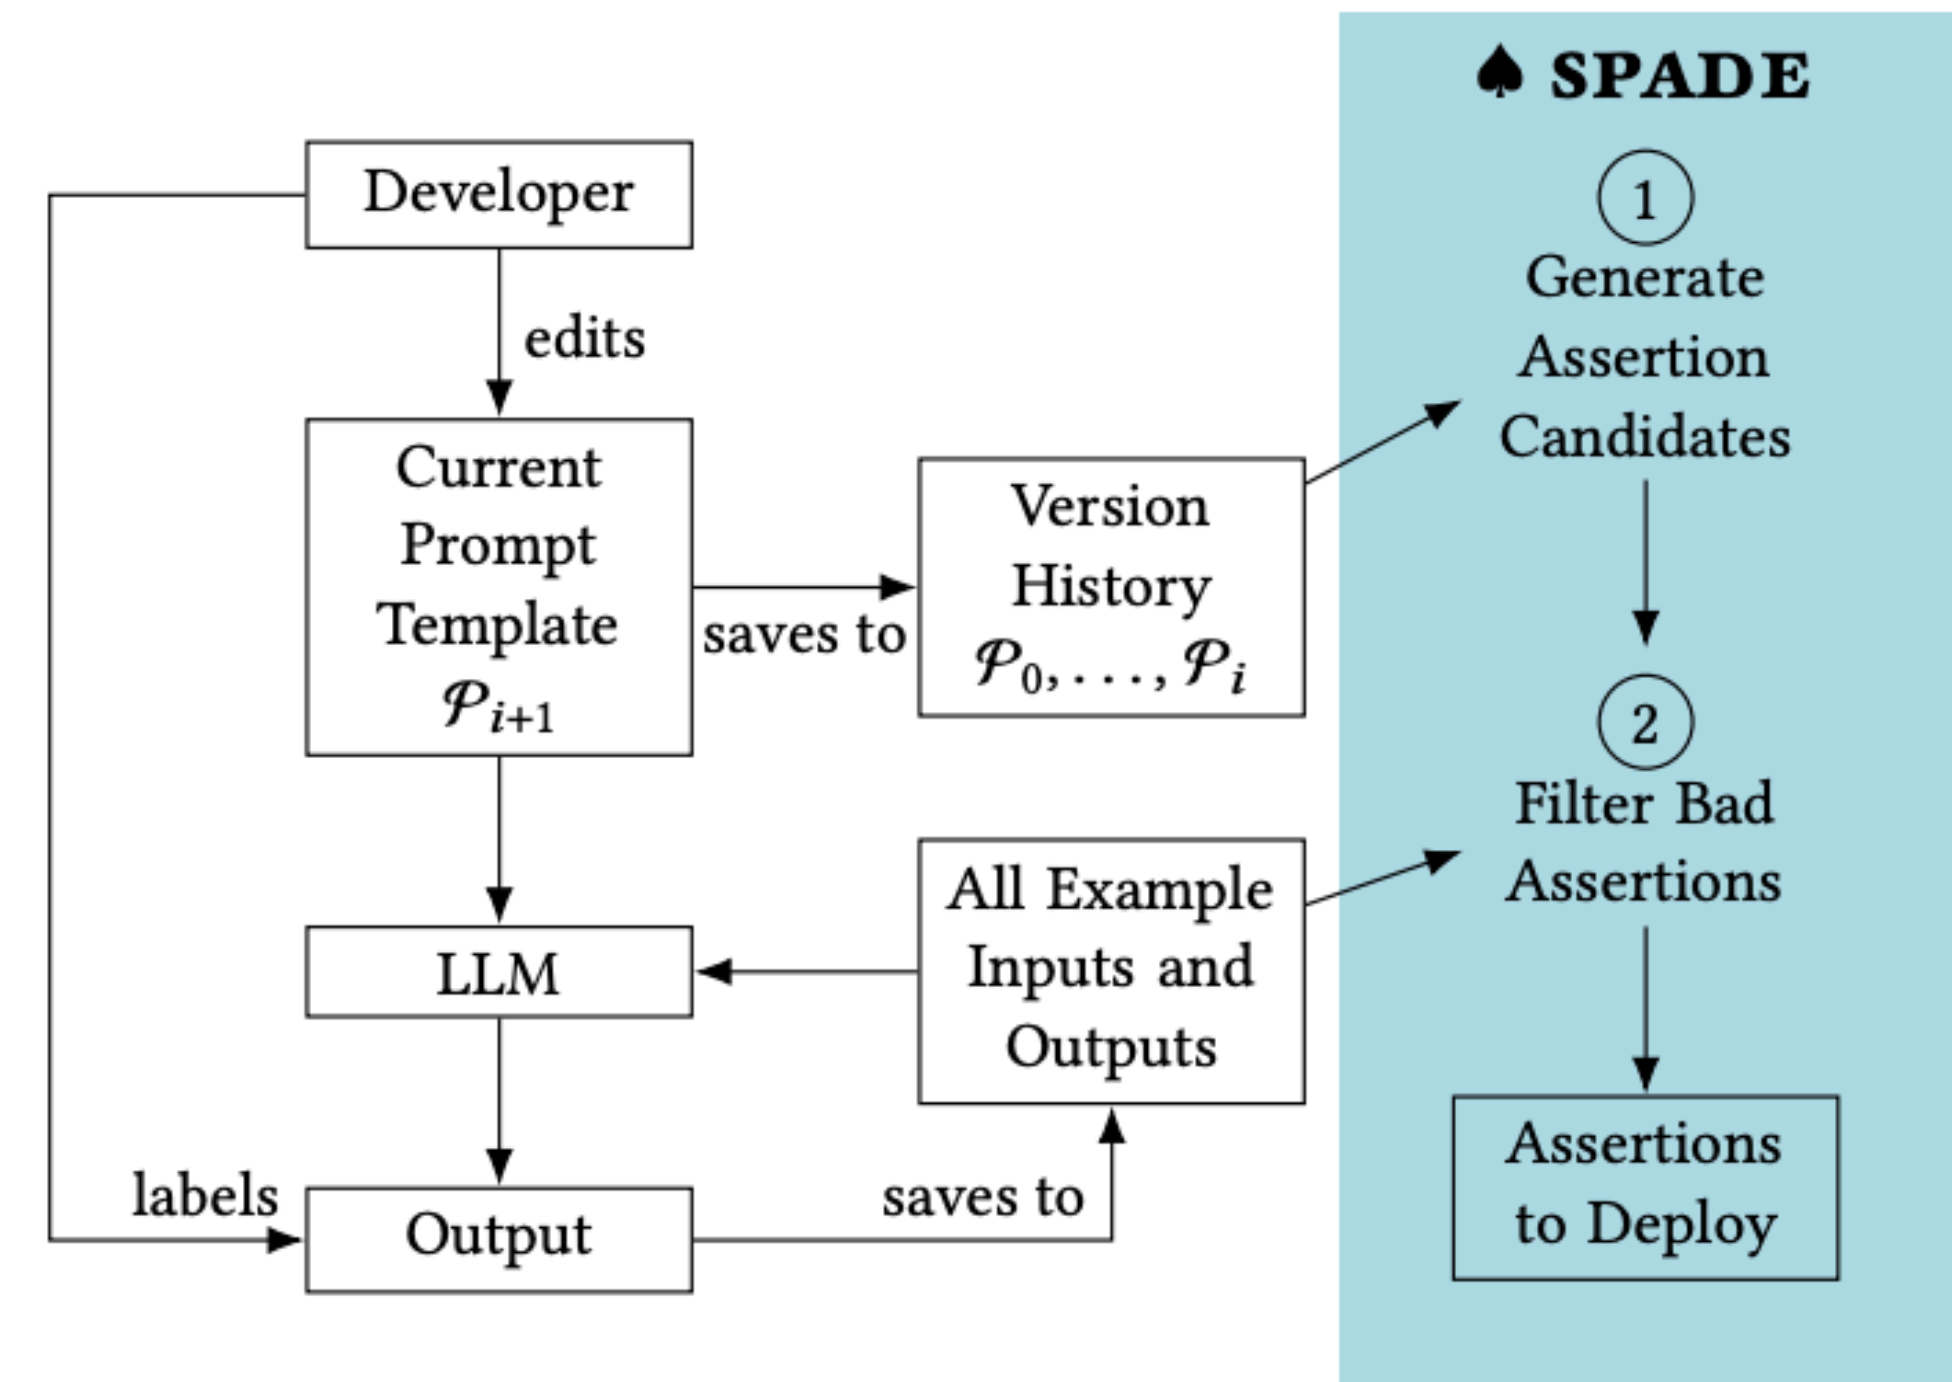 ♠ SPADE
Developer
edits
Current
Prompt
Template
𝒫i+1
saves to
Version
History
𝒫0, . . . , 𝒫i
LLM
All Example
Inputs and
Outputs
labels
Output
saves to
1
Generate
Assertion
Candidates
2
Filter Bad
Assertions
Assertions
to Deploy